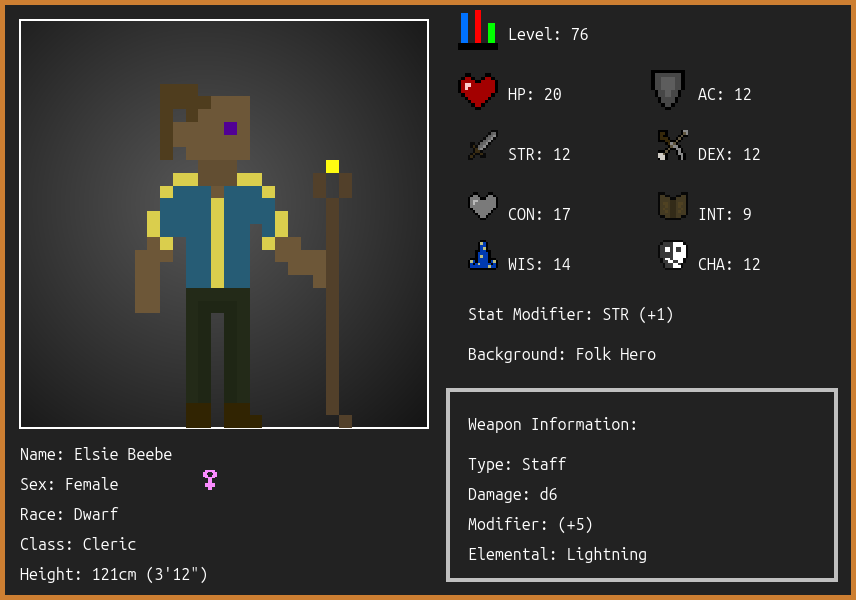 Level: 76
HP: 20
AC: 12
STR: 12
DEX: 12
CON: 17
INT: 9
WIS: 14
CHA: 12
Stat Modifier: STR (+1)
Background: Folk Hero
Weapon Information:
Type: Staff
Damage: d6
Modifier: (+5)
Elemental: Lightning
Name: Elsie Beebe
Sex: Female
Race: Dwarf
Class: Cleric
Height: 121cm (3'12")